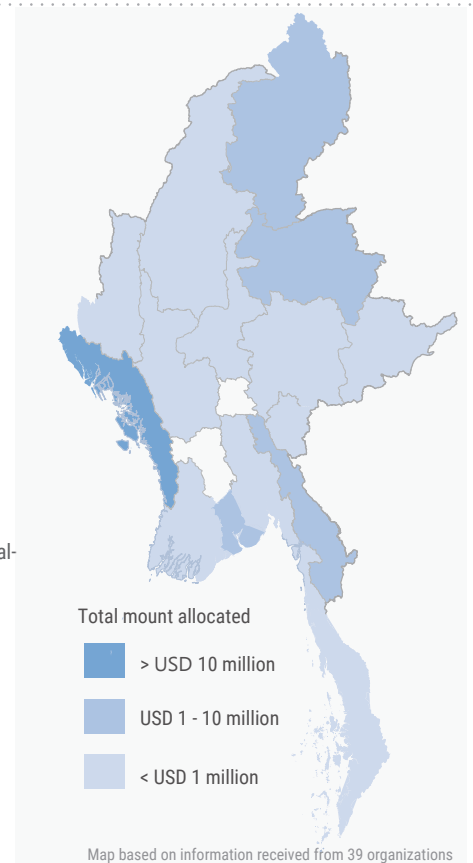 al-
Total mount allocated
> USD 10 million
USD 1 - 10 million
< USD 1 million
Map based on information received from 39 organizations